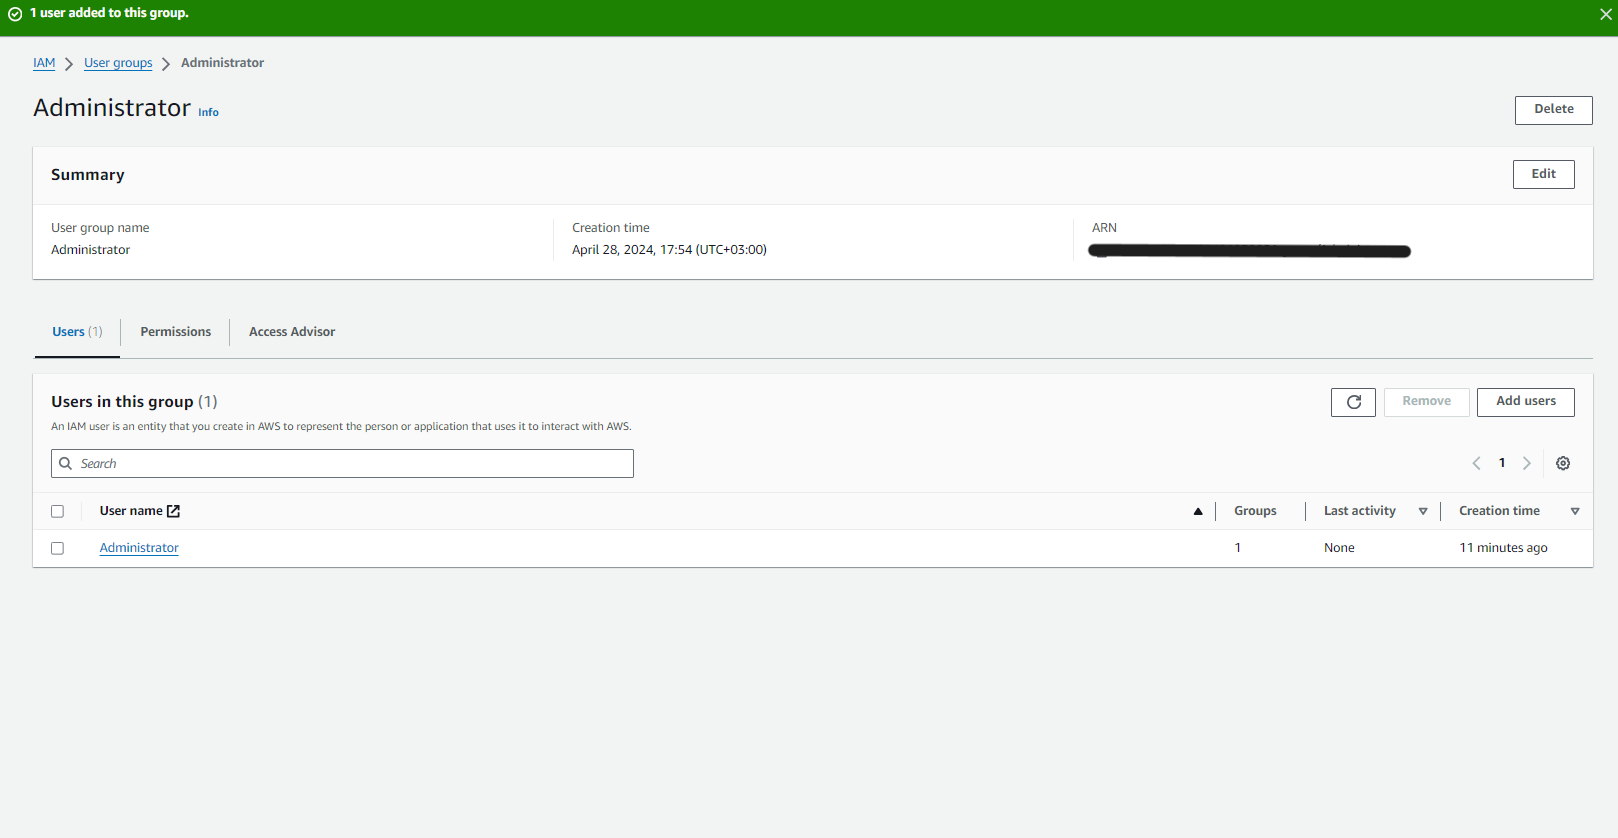 1 user added to this group.
IAM > User groups > Administrator
Administrator Info
Delete
Summary
Edit
User group name
Administrator
Creation time
April 28, 2024, 17:54 (UTC+03:00)
ARN
Users (1)
Permissions
Access Advisor
Users in this group (1)
Remove
Add users
An IAM user is an entity that you create in AWS to represent the person or application that uses it to interact with AWS.
Search
1
User name
Groups
Last activity
Creation time
Administrator
1
None
11 minutes ago